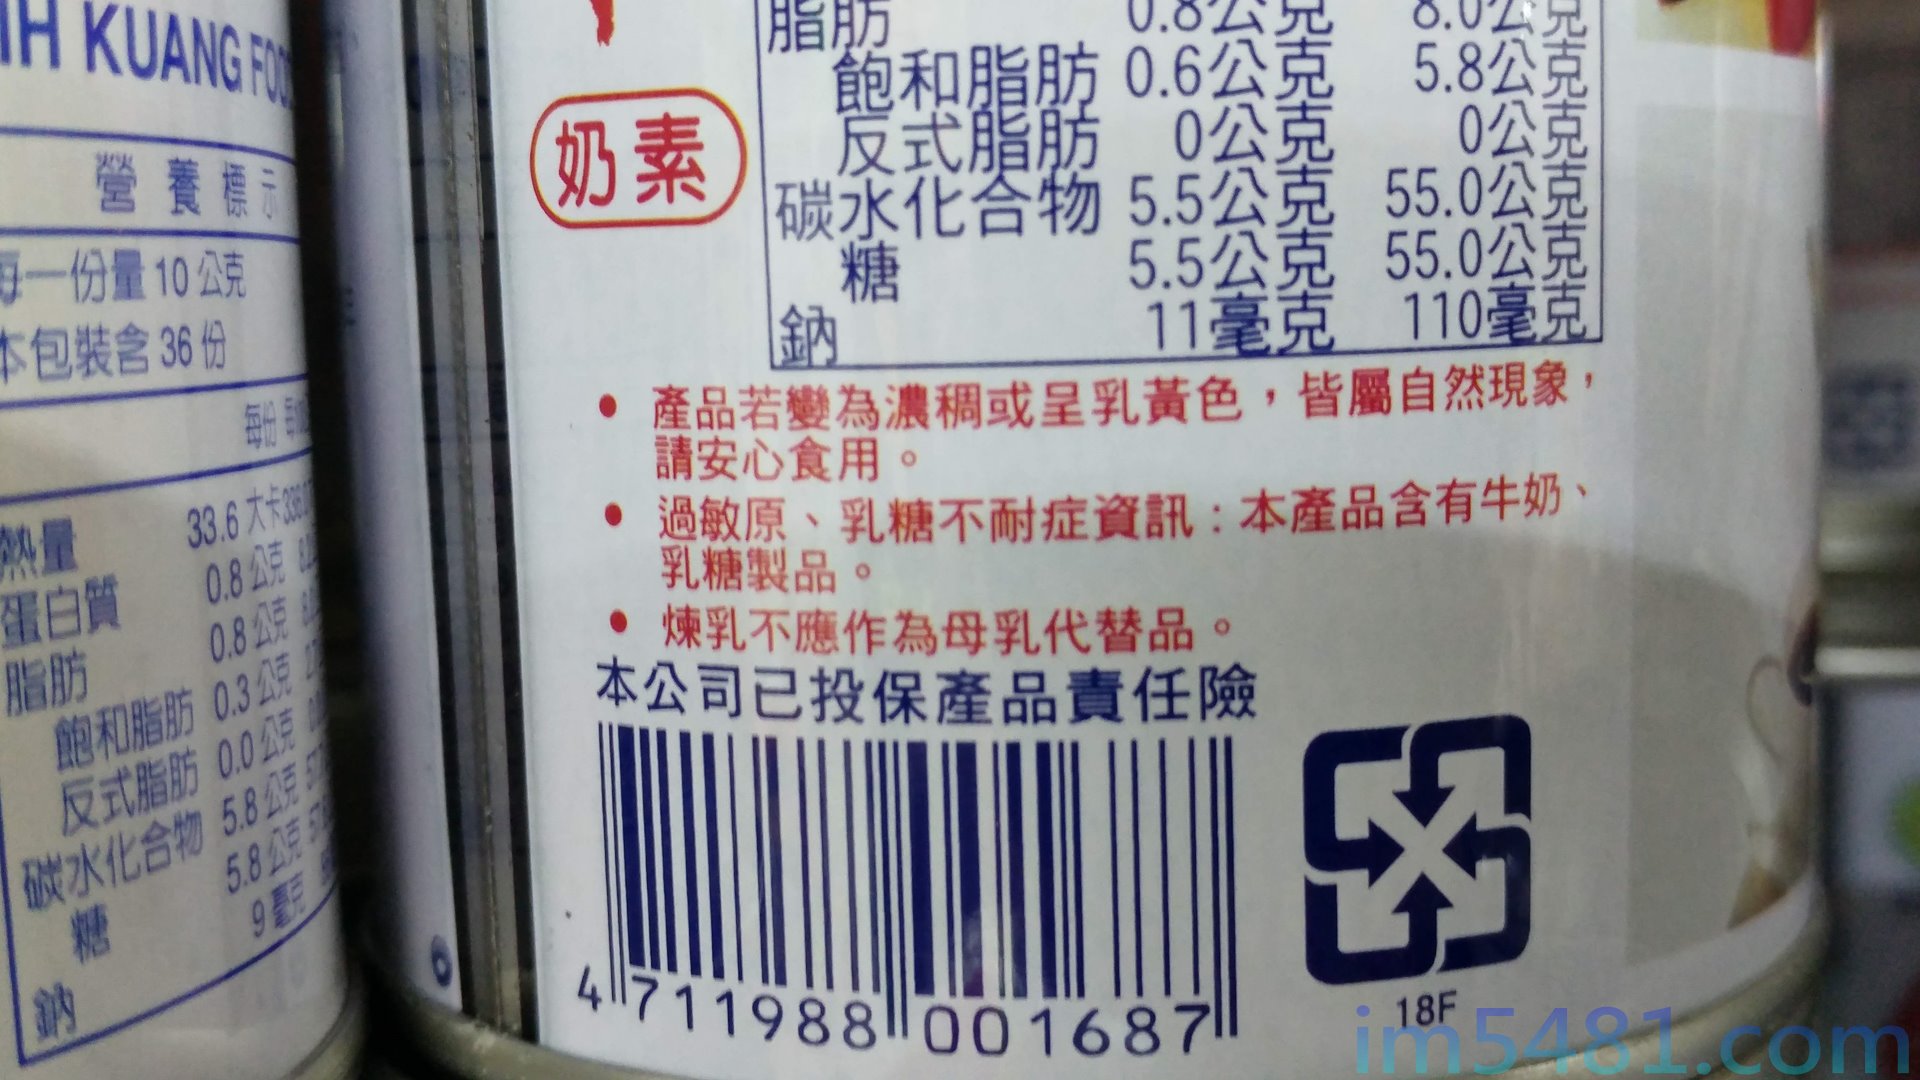 IH KUANG FOO
營養標示
每一份量 10 公克
本包裝含 36 份
每份
熱量 33.6 大卡
蛋白質 0.8 公克
脂肪 0.8 公克
飽和脂肪 0.3 公克
反式脂肪 0.0 公克
碳水化合物 5.8 公克
糖 5.8 公克
鈉 9 毫克
奶素
脂肪 0.8公克 8.0公克
飽和脂肪 0.6公克 5.8公克
反式脂肪 0公克 0公克
碳水化合物 5.5公克 55.0公克
糖 5.5公克 55.0公克
鈉 11毫克 110毫克
• 產品若變為濃稠或呈乳黃色，皆屬自然現象，
請安心食用。
• 過敏原、乳糖不耐症資訊：本產品含有牛奶、
乳糖製品。
• 煉乳不應作為母乳代替品。
本公司已投保產品責任險
4 711988 001687
18F
im5481.com